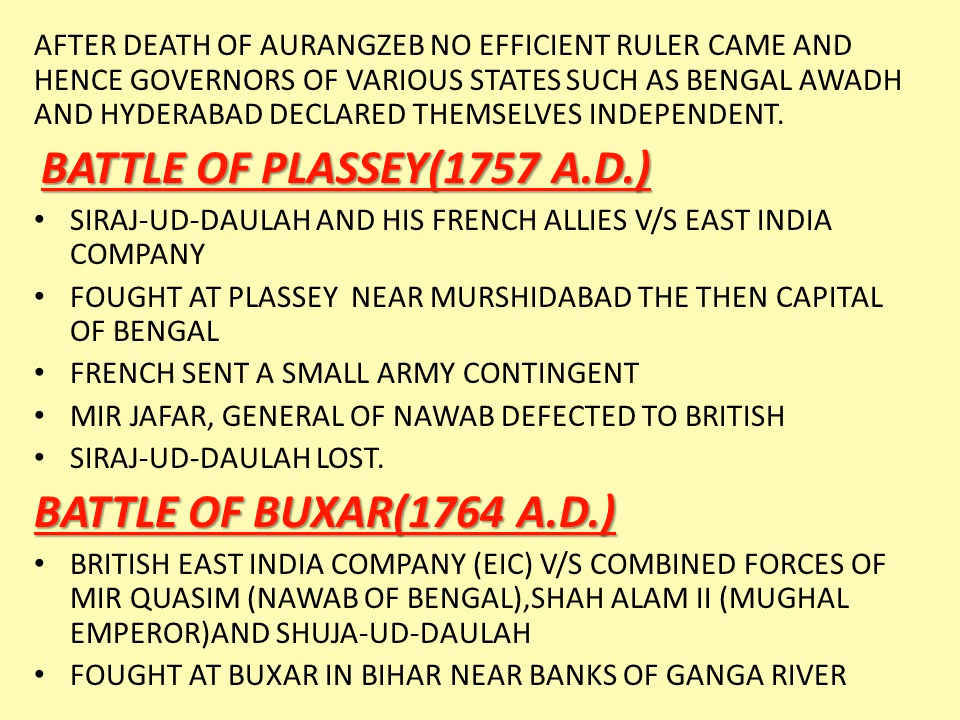 AFTER DEATH OF AURANGZEB NO EFFICIENT RULER CAME AND
HENCE GOVERNORS OF VARIOUS STATES SUCH AS BENGAL AWADH
AND HYDERABAD DECLARED THEMSELVES INDEPENDENT.
BATTLE OF PLASSEY(1757 A.D.)
• SIRAJ-UD-DAULAH AND HIS FRENCH ALLIES V/S EAST INDIA
COMPANY
• FOUGHT AT PLASSEY NEAR MURSHIDABAD THE THEN CAPITAL
OF BENGAL
• FRENCH SENT A SMALL ARMY CONTINGENT
• MIR JAFAR, GENERAL OF NAWAB DEFECTED TO BRITISH
• SIRAJ-UD-DAULAH LOST.
BATTLE OF BUXAR(1764 A.D.)
• BRITISH EAST INDIA COMPANY (EIC) V/S COMBINED FORCES OF
MIR QUASIM (NAWAB OF BENGAL),SHAH ALAM II (MUGHAL
EMPEROR)AND SHUJA-UD-DAULAH
• FOUGHT AT BUXAR IN BIHAR NEAR BANKS OF GANGA RIVER